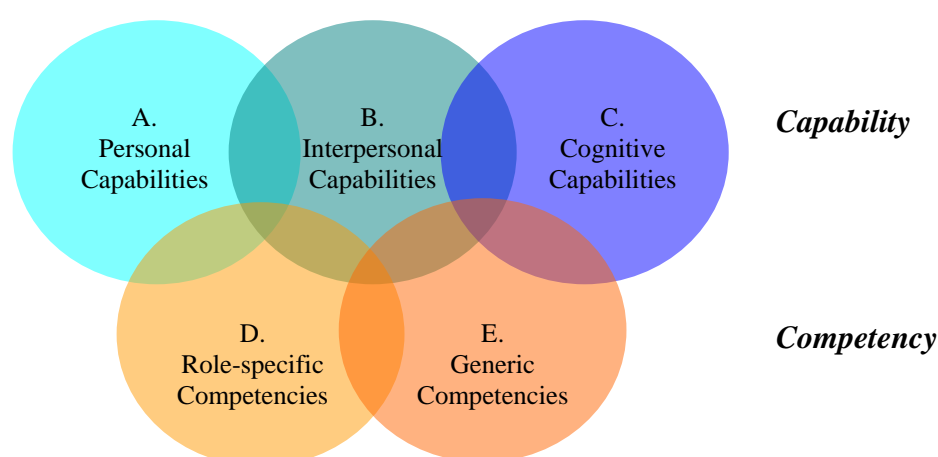 A.
Personal
Capabilities
B.
Interpersonal
Capabilities
C.
Cognitive
Capabilities
Capability
D.
Role-specific
Competencies
E.
Generic
Competencies
Competency